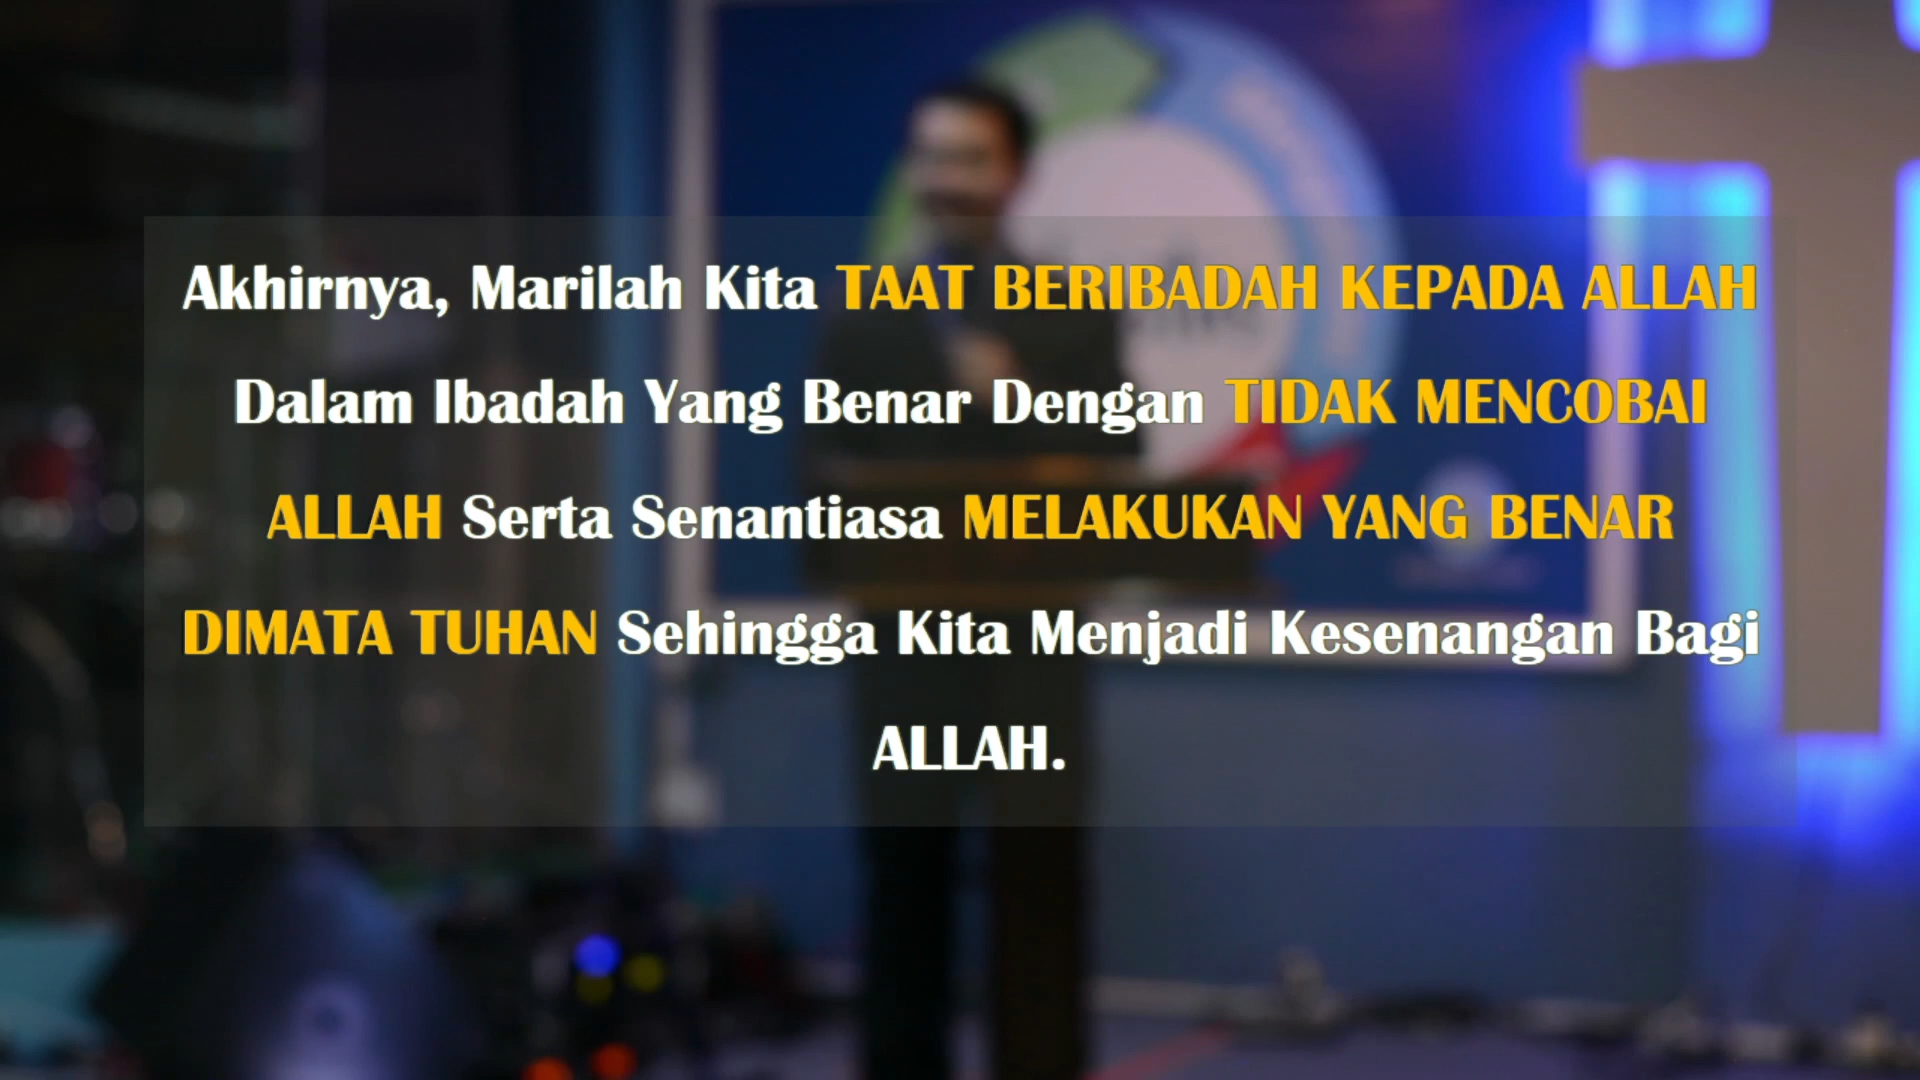 Akhirnya, Marilah Kita TAAT BERIBADAH KEPADA ALLAH
Dalam Ibadah Yang Benar Dengan TIDAK MENCOBAI
ALLAH Serta Senantiasa MELAKUKAN YANG BENAR
DIMATA TUHAN Sehingga Kita Menjadi Kesenangan Bagi
ALLAH.